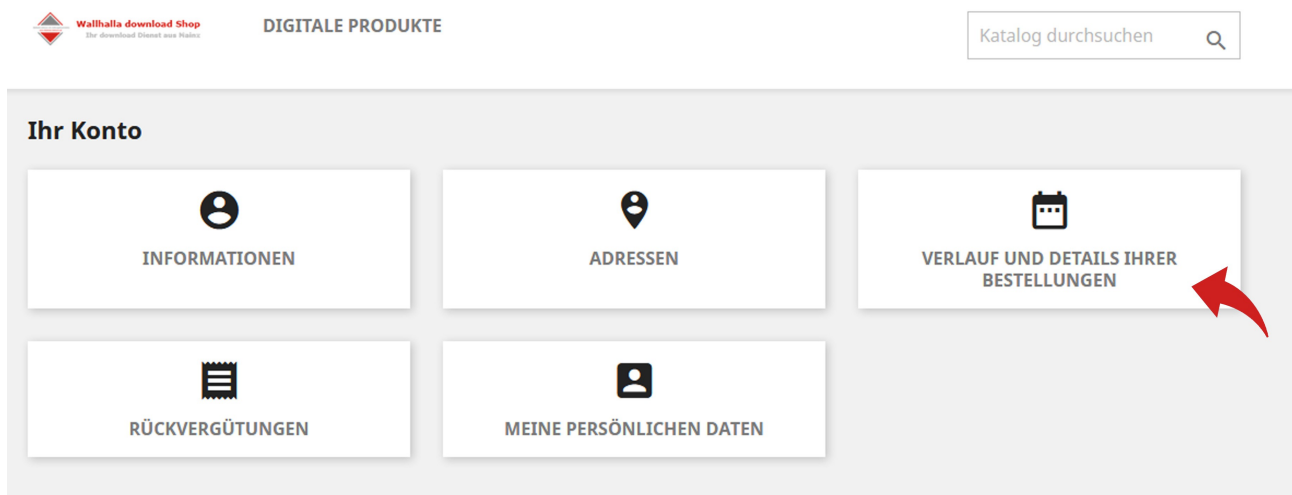 Wallhalla download Shop
Ihr download Dienst aus Nainz
DIGITALE PRODUKTE
Katalog durchsuchen
Ihr Konto
INFORMATIONEN
ADRESSEN
VERLAUF UND DETAILS IHRER
BESTELLUNGEN
RÜCKVERGÜTUNGEN
MEINE PERSÖNLICHEN DATEN